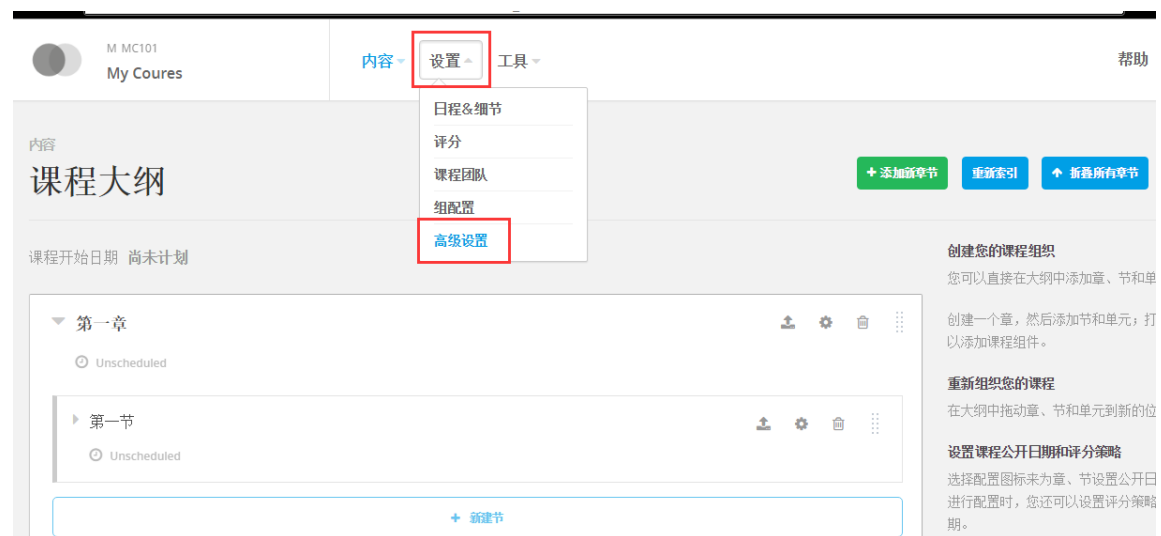 M MC101
My Coures
内容
设置
工具
帮助
日程&细节
评分
课程团队
组配置
高级设置
内容
课程大纲
+ 添加新章节
重新索引
折叠所有章节
课程开始日期 尚未计划
第一章
Unscheduled
第一节
Unscheduled
+ 新建节
创建您的课程组织
您可以直接在大纲中添加章、节和单
创建一个章，然后添加节和单元；打
以添加课程组件。
重新组织您的课程
在大纲中拖动章、节和单元到新的位
设置课程公开日期和评分策略
选择配置图标来为章、节设置公开日
进行配置时，您还可以设置评分策略
期。